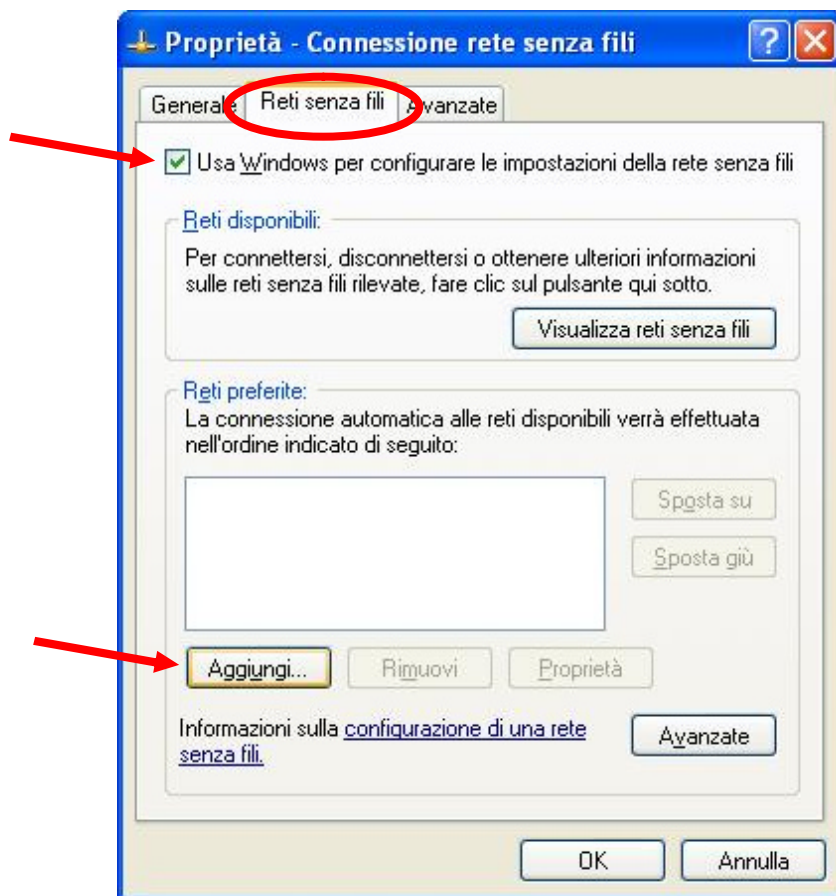 Proprietà - Connessione rete senza fili
Generale
Reti senza fili
Avanzate
Usa Windows per configurare le impostazioni della rete senza fili
Reti disponibili:
Per connettersi, disconnettersi o ottenere ulteriori informazioni
sulle reti senza fili rilevate, fare clic sul pulsante qui sotto.
Visualizza reti senza fili
Reti preferite:
La connessione automatica alle reti disponibili verrà effettuata
nell'ordine indicato di seguito:
Sposta su
Sposta giù
Aggiungi...
Rimuovi
Proprietà
Informazioni sulla configurazione di una rete
senza fili.
Avanzate
OK
Annulla